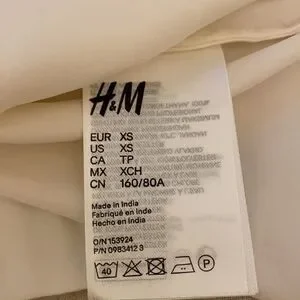 H&M
EUR XS
US XS
CA TP
MX XCH
CN 160/80A
Made in India
Fabriqué en Inde
Hecho en India
O/N 153924
P/N 0983412 3
40
P